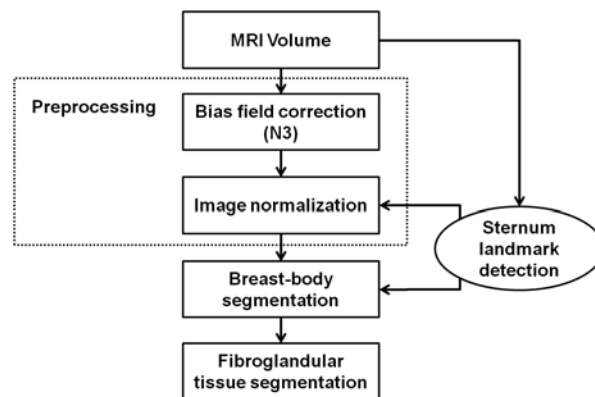 MRI Volume
Preprocessing
Bias field correction
(N3)
Image normalization
Sternum
landmark
detection
Breast-body
segmentation
Fibroglandular
tissue segmentation